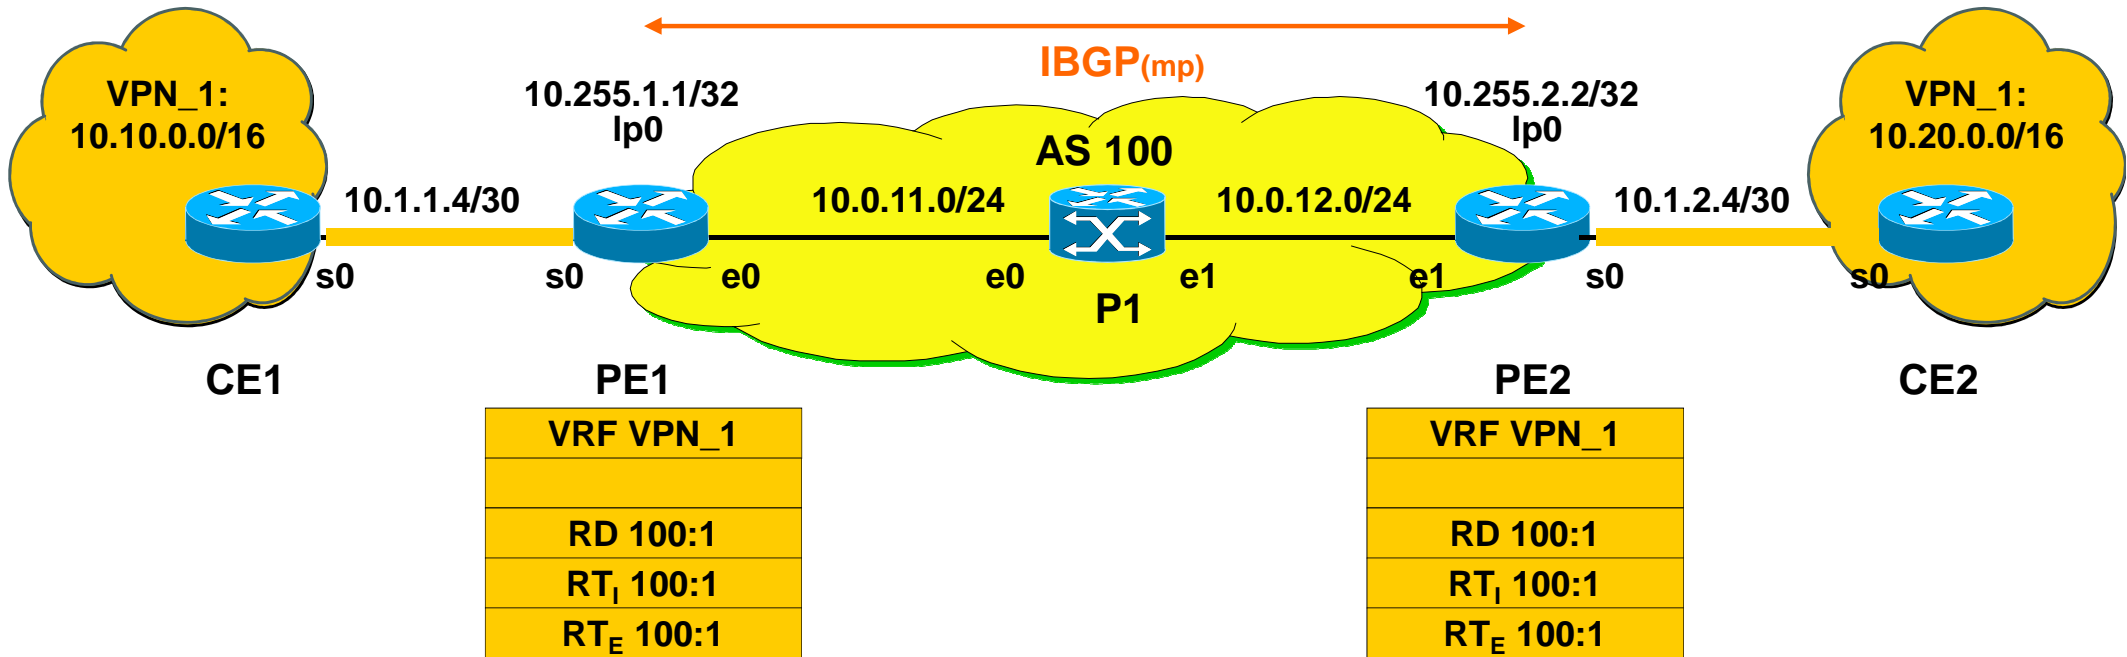 IBGP(mp)
VPN_1:
10.10.0.0/16
10.255.1.1/32
lp0
10.255.2.2/32
lp0
VPN_1:
10.20.0.0/16
AS 100
10.1.1.4/30
10.0.11.0/24
10.0.12.0/24
10.1.2.4/30
s0
s0
e0
e0
e1
e1
s0
s0
P1
CE1
PE1
PE2
CE2
VRF VPN_1
RD 100:1
RTI 100:1
RTE 100:1
VRF VPN_1
RD 100:1
RTI 100:1
RTE 100:1